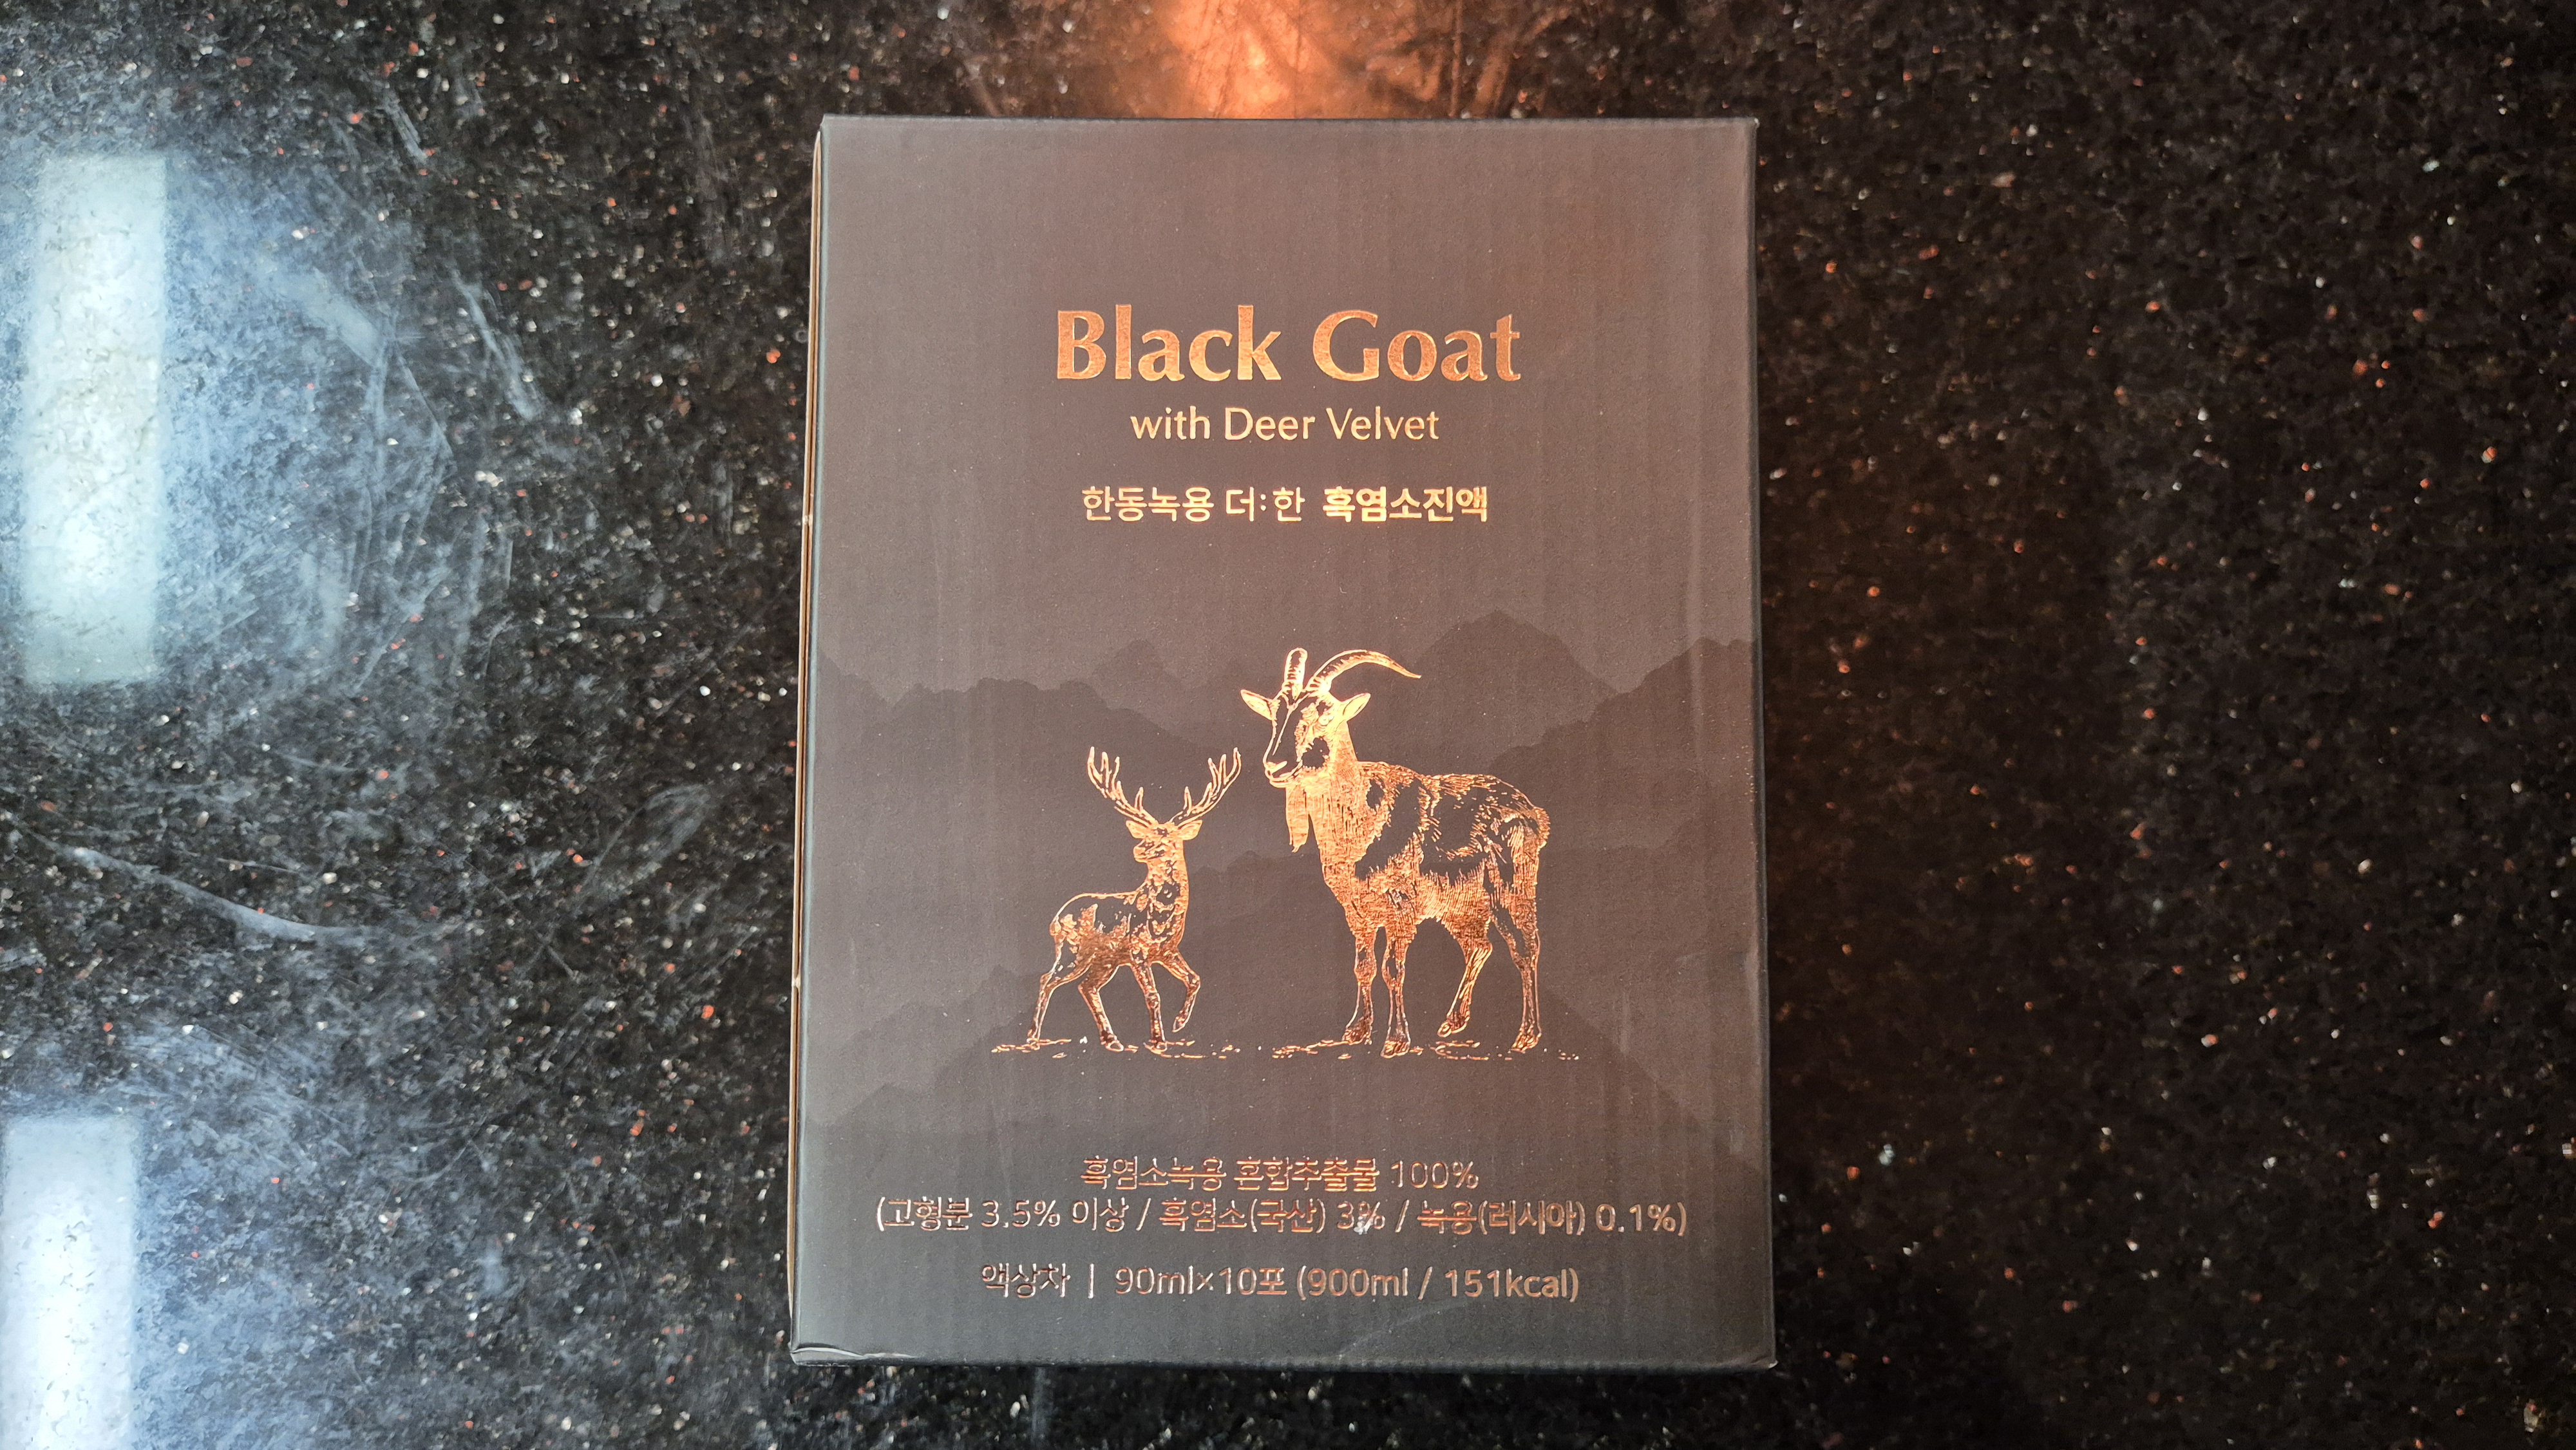 Black Goat
with Deer Velvet
한동녹용 더:한 흑염소진액
흑염소녹용 혼합추출물 100%
(고형분 3.5% 이상 / 흑염소(국산) 3% / 녹용(러시아) 0.1%)
액상차 | 90ml×10포 (900ml / 151kcal)